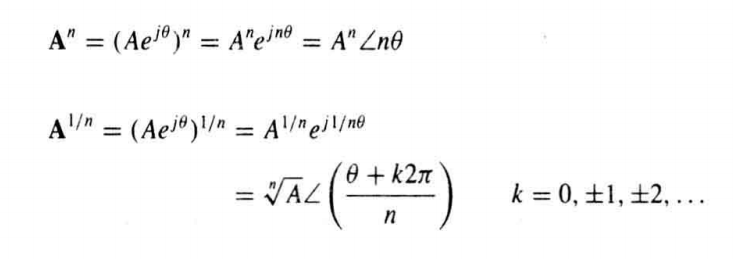 𝐀ⁿ = (Ae^{jθ})ⁿ = Aⁿe^{jnθ} = Aⁿ∠nθ
𝐀^{1/n} = (Ae^{jθ})^{1/n} = A^{1/n}e^{j1/nθ}
= ⁿ√A∠((θ + k2π)/n) k = 0, ±1, ±2, …